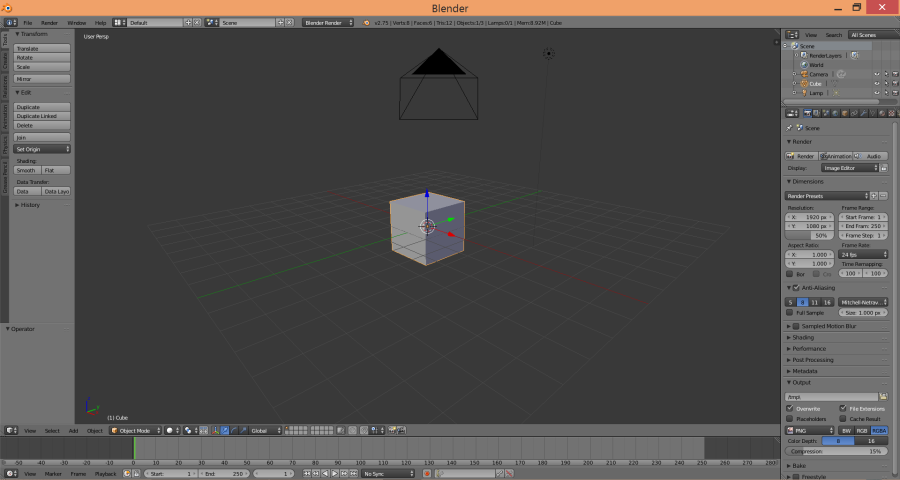 Blender
File Render Window Help Default Scene Blender Render v2.75 | Verts:8 | Faces:6 | Tris:12 | Objects:1/3 | Lamps:0/1 | Mem:8.92M | Cube
View Search All Scenes
Tools
Create
Relations
Animation
Physics
Grease Pencil
Transform
Translate
Rotate
Scale
Mirror
Edit
Duplicate
Duplicate Linked
Delete
Join
Set Origin
Shading:
Smooth Flat
Data Transfer:
Data Data Layo
History
Operator
User Persp
(1) Cube
View Select Add Object Object Mode Global
Scene
RenderLayers
World
Camera
Cube
Lamp
Scene
Render
Render Animation Audio
Display: Image Editor
Dimensions
Render Presets
Resolution: Frame Range:
X: 1920 px Start Frame: 1
Y: 1080 px End Fram: 250
50% Frame Step: 1
Aspect Ratio: Frame Rate:
X: 1.000 24 fps
Y: 1.000 Time Remapping:
Bor 100 100
Anti-Aliasing
5 8 11 16 Mitchell-Netrav
Full Sample Size: 1.000 px
Sampled Motion Blur
Shading
Performance
Post Processing
Metadata
Output
/tmp\
Overwrite File Extensions
Placeholders Cache Result
PNG BW RGB RGBA
Color Depth: 8 16
Compression: 15%
Bake
Freestyle
-50 -40 -30 -20 -10 0 10 20 30 40 50 60 70 80 90 100 110 120 130 140 150 160 170 180 190 200 210 220 230 240 250 260 270 280
View Marker Frame Playback Start: 1 End: 250 1 No Sync